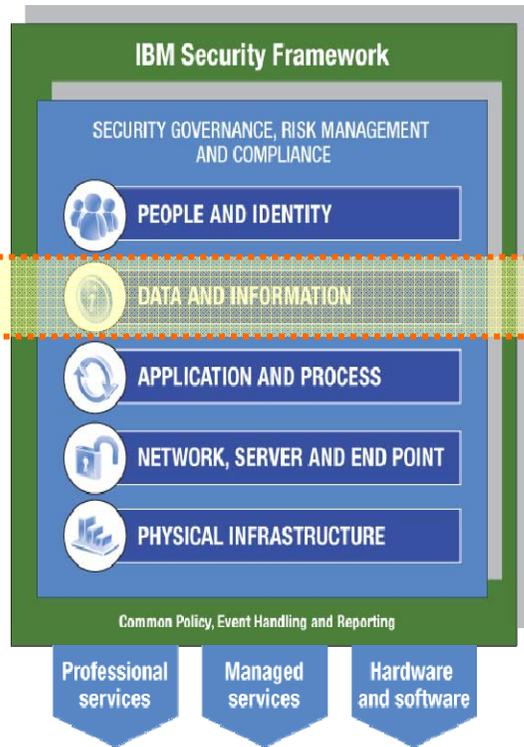 IBM Security Framework
SECURITY GOVERNANCE, RISK MANAGEMENT
AND COMPLIANCE
PEOPLE AND IDENTITY
DATA AND INFORMATION
APPLICATION AND PROCESS
NETWORK, SERVER AND END POINT
PHYSICAL INFRASTRUCTURE
Common Policy, Event Handling and Reporting
Professional
services
Managed
services
Hardware
and software